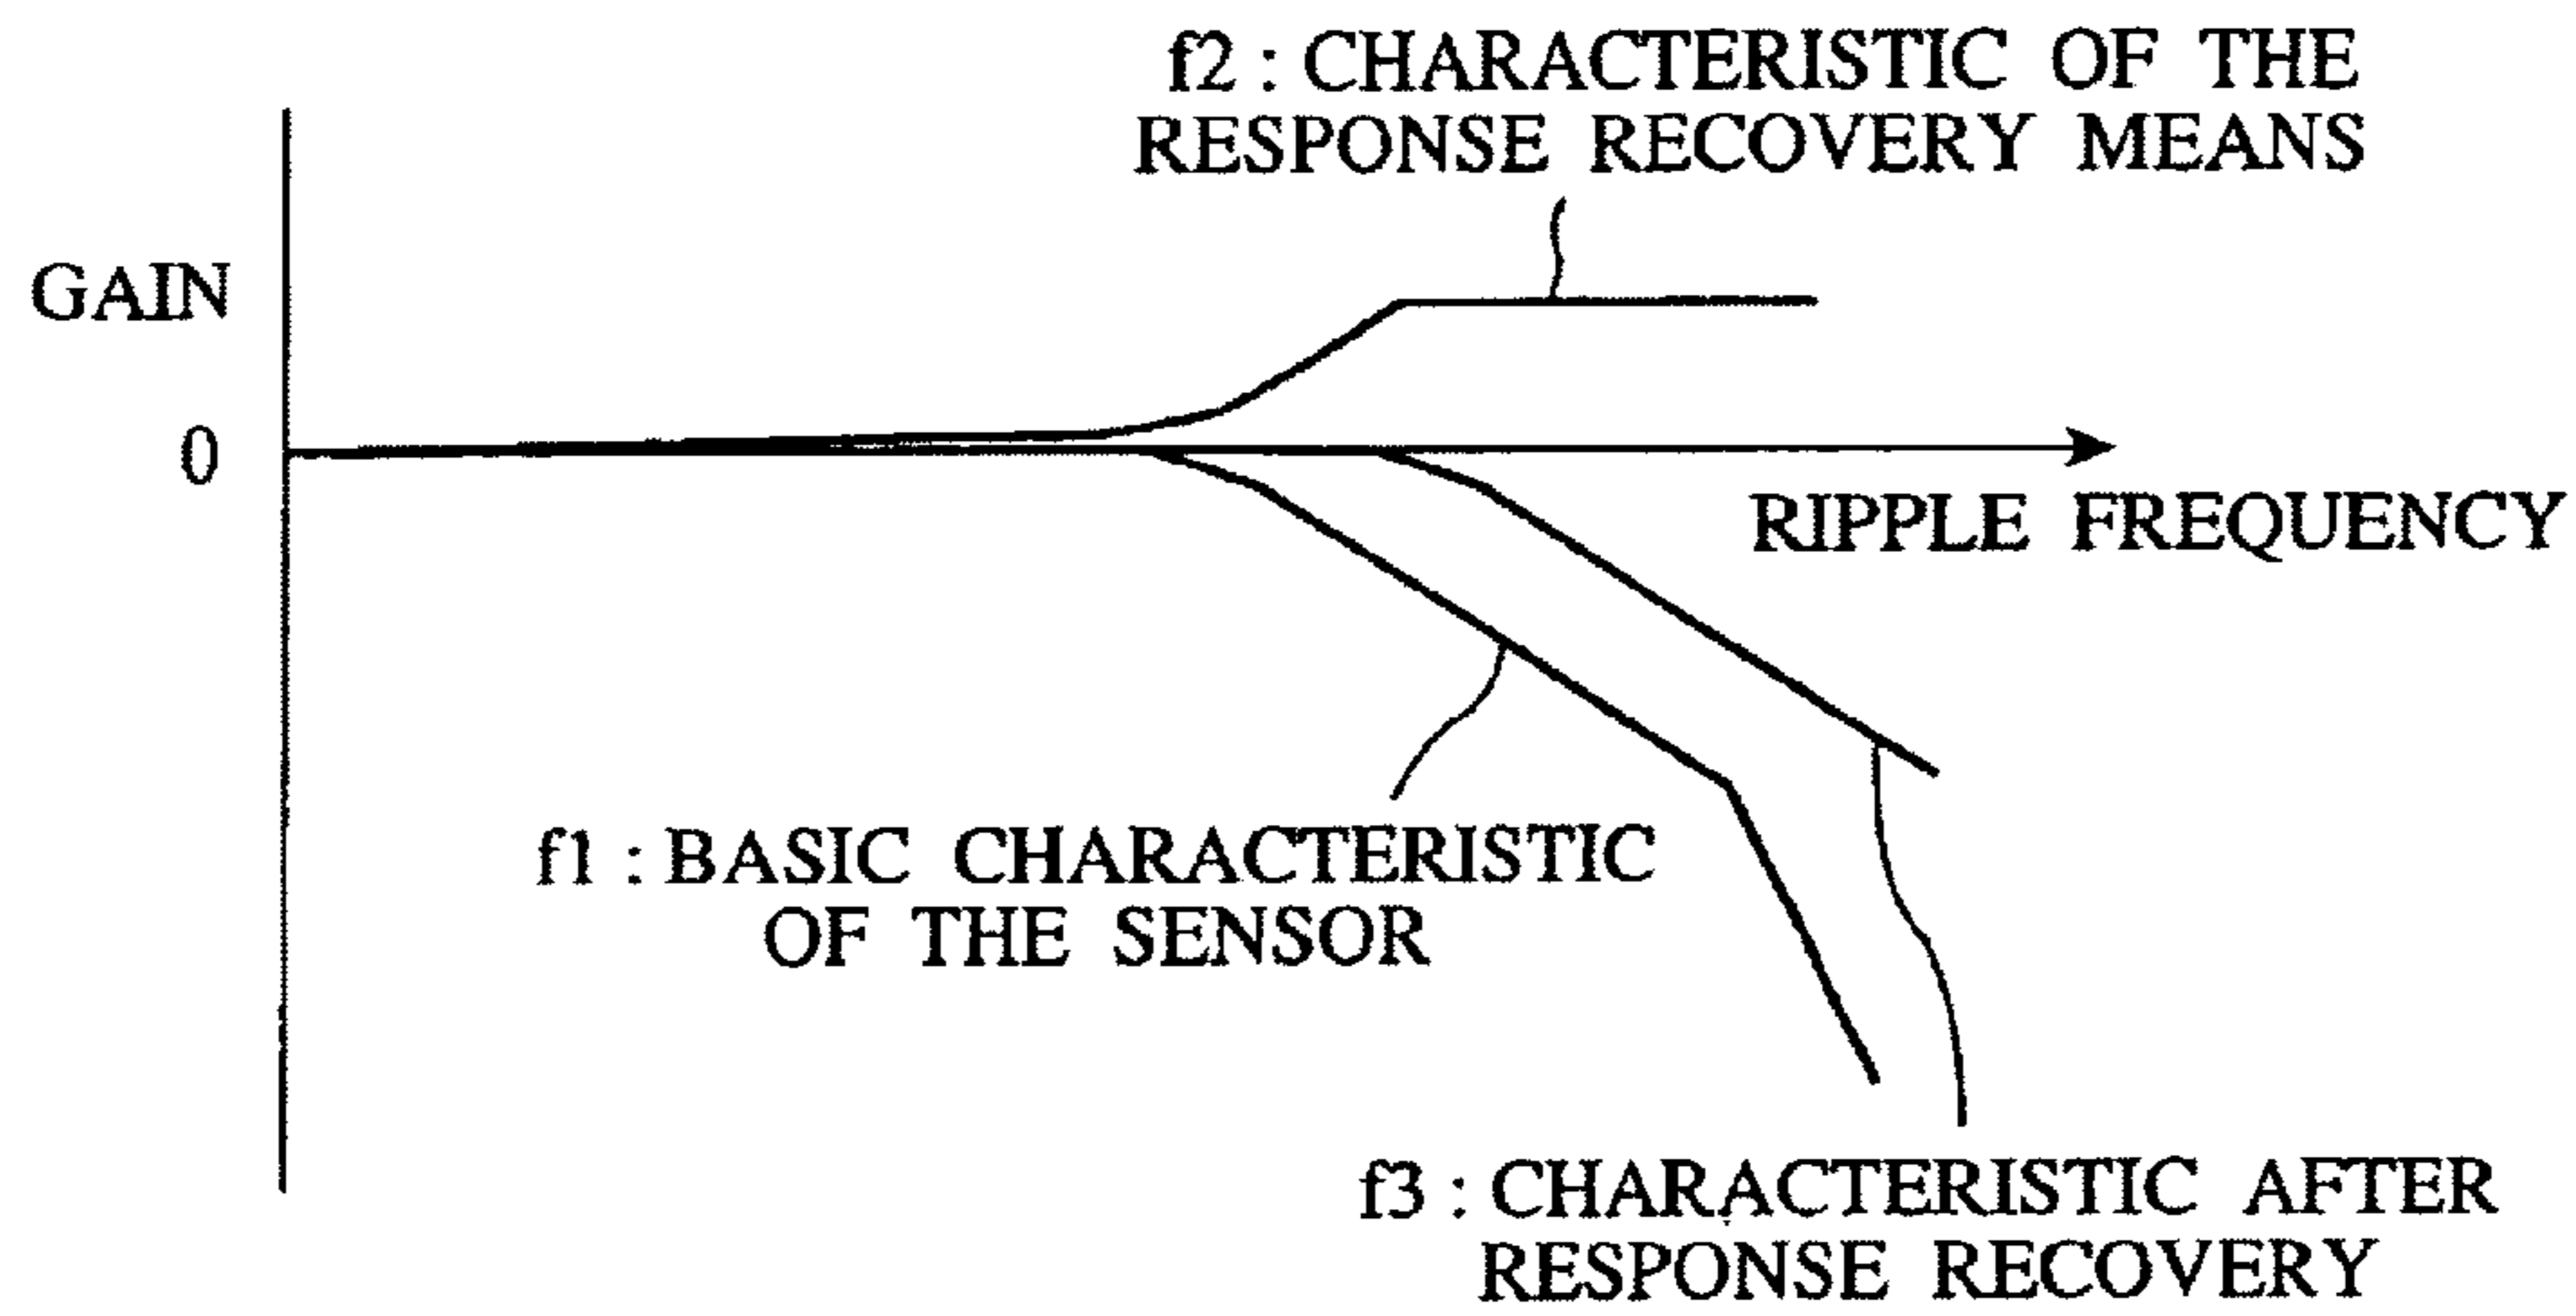 f2 : CHARACTERISTIC OF THE
RESPONSE RECOVERY MEANS
GAIN
0
RIPPLE FREQUENCY
f1 : BASIC CHARACTERISTIC
OF THE SENSOR
f3 : CHARACTERISTIC AFTER
RESPONSE RECOVERY